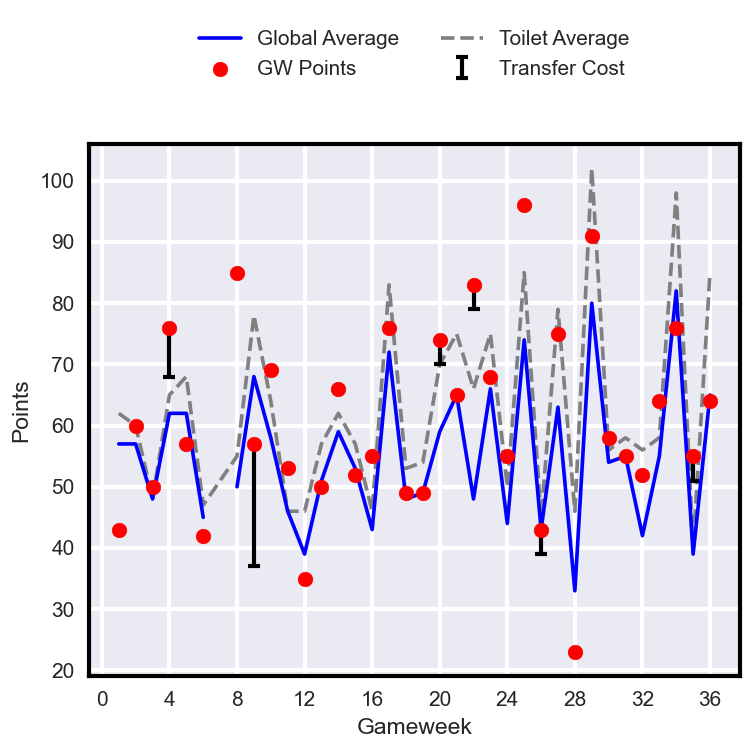 Global Average
GW Points
Toilet Average
Transfer Cost
100
90
80
70
60
50
40
30
20
Points
0 4 8 12 16 20 24 28 32 36
Gameweek